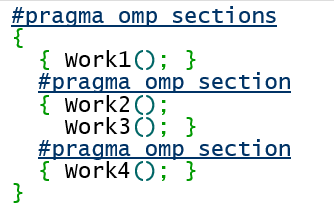 #pragma omp sections
{
{ Work1(); }
#pragma omp section
{ Work2();
Work3(); }
#pragma omp section
{ Work4(); }
}